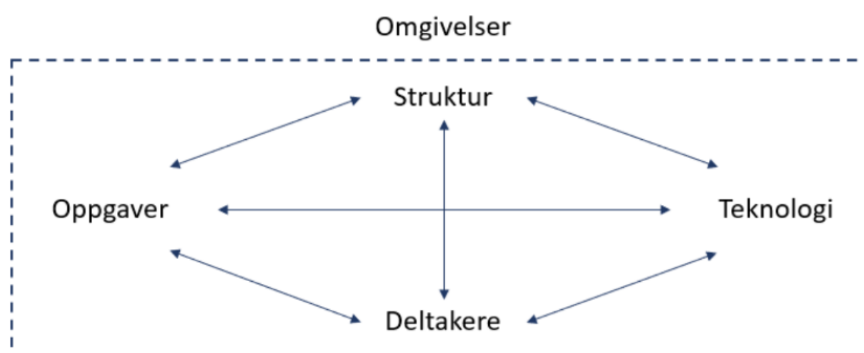 Omgivelser
Struktur
Oppgaver
Teknologi
Deltakere